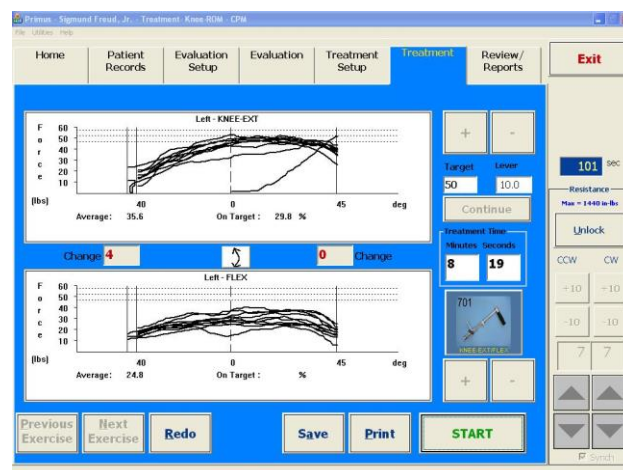 Primus - Sigmund Freud, Jr. - Treatment- Knee ROM - CPM
File Utilities Help
Home
Patient Records
Evaluation Setup
Evaluation
Treatment Setup
Treatment
Review/ Reports
Exit
Left - KNEE-EXT
Force
60
50
40
30
20
10
(lbs)
40 0 45 deg
Average: 35.6 On Target : 29.8 %
+ -
Target Lever
50 10.0
Continue
Change 4
0 Change
Treatment Time
Minutes Seconds
8 19
Left - FLEX
Force
60
50
40
30
20
10
(lbs)
40 0 45 deg
Average: 24.8 On Target : %
701
KNEE EXT/FLEX
+ -
101 sec
Resistance
Max = 1440 in-lbs
Unlock
CCW CW
+10 +10
-10 -10
7 7
Synch
Previous Exercise
Next Exercise
Redo
Save
Print
START